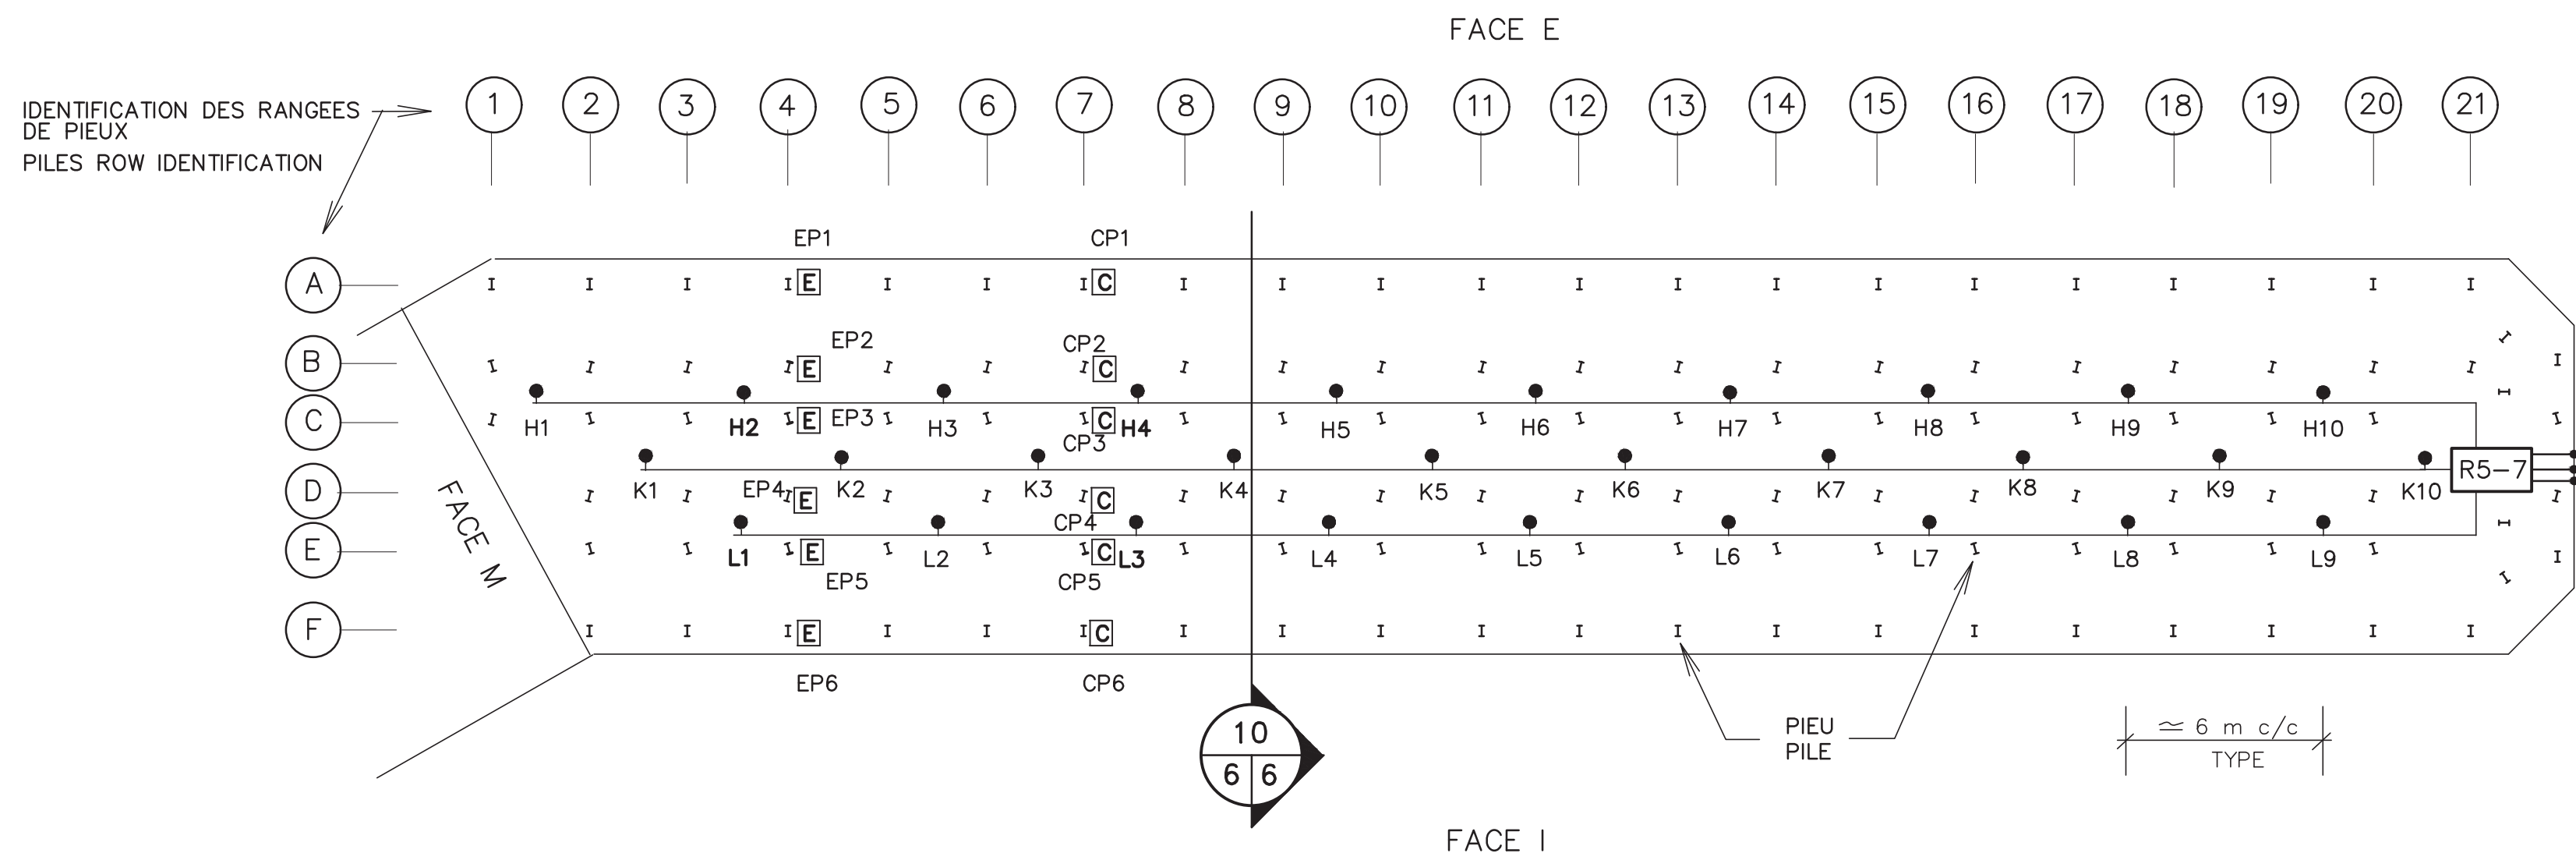 FACE E
1 2 3 4 5 6 7 8 9 10 11 12 13 14 15 16 17 18 19 20 21
IDENTIFICATION DES RANGEES
DE PIEUX
PILES ROW IDENTIFICATION
EP1 CP1
A E C
EP2 CP2
B E C
C E EP3 C
H1 H2 H3 H4 H5 H6 H7 H8 H9 H10
CP3
R5-7
D K1 EP4 E K2 K3 C K4 K5 K6 K7 K8 K9 K10
CP4
E E C
L1 L2 L3 L4 L5 L6 L7 L8 L9
EP5 CP5
FACE M
F E C
EP6 CP6
PIEU
PILE
≃ 6 m c/c
TYPE
10
6 6
FACE I